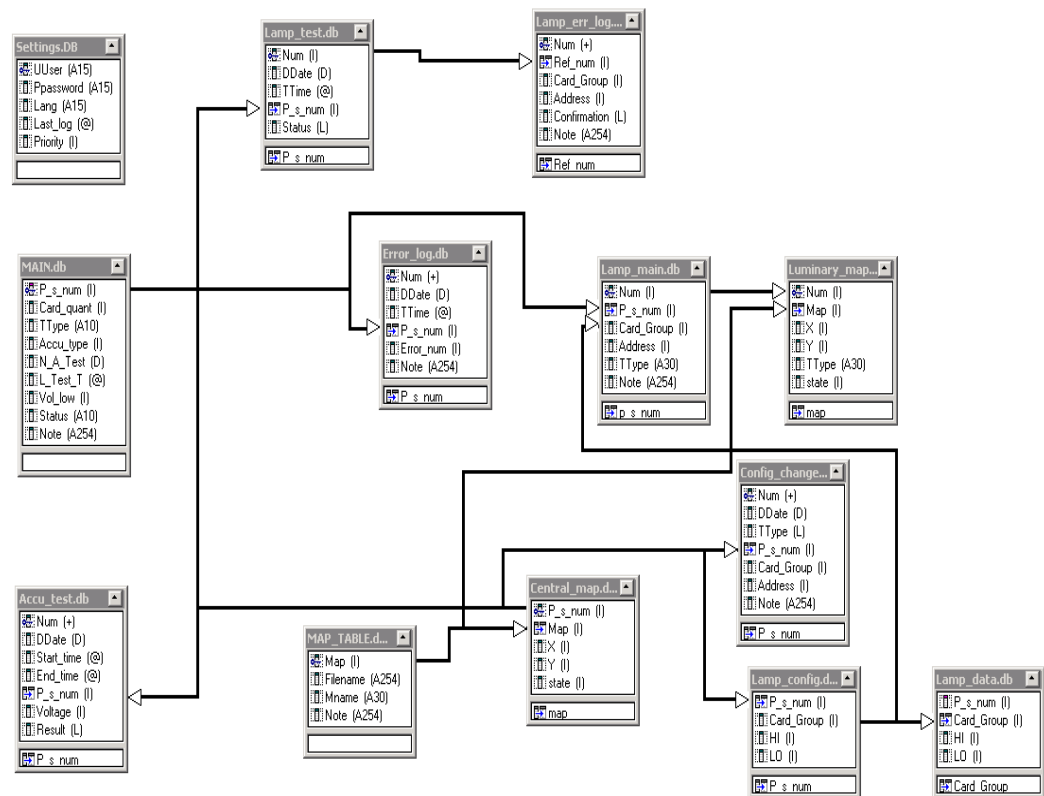 Settings.DB
UUser (A15)
Ppassword (A15)
Lang (A15)
Last_log (@)
Priority (I)
Lamp_test.db
Num (I)
DDate (D)
TTime (@)
P_s_num (I)
Status (L)
P_s_num
Lamp_err_log....
Num (+)
Ref_num (I)
Card_Group (I)
Address (I)
Confirmation (L)
Note (A254)
Ref_num
MAIN.db
P_s_num (I)
Card_quant (I)
TType (A10)
Accu_type (I)
N_A_Test (D)
L_Test_T (@)
Vol_low (I)
Status (A10)
Note (A254)
Error_log.db
Num (+)
DDate (D)
TTime (@)
P_s_num (I)
Error_num (I)
Note (A254)
P_s_num
Lamp_main.db
Num (I)
P_s_num (I)
Card_Group (I)
Address (I)
TType (A30)
Note (A254)
p_s_num
Luminary_map...
Num (I)
Map (I)
X (I)
Y (I)
TType (A30)
state (I)
map
Config_change...
Num (+)
DDate (D)
TType (L)
P_s_num (I)
Card_Group (I)
Address (I)
Note (A254)
P_s_num
Accu_test.db
Num (+)
DDate (D)
Start_time (@)
End_time (@)
P_s_num (I)
Voltage (I)
Result (L)
P_s_num
MAP_TABLE.d...
Map (I)
Filename (A254)
Mname (A30)
Note (A254)
Central_map.d...
P_s_num (I)
Map (I)
X (I)
Y (I)
state (I)
map
Lamp_config.d...
P_s_num (I)
Card_Group (I)
HI (I)
LO (I)
P_s_num
Lamp_data.db
P_s_num (I)
Card_Group (I)
HI (I)
LO (I)
Card_Group